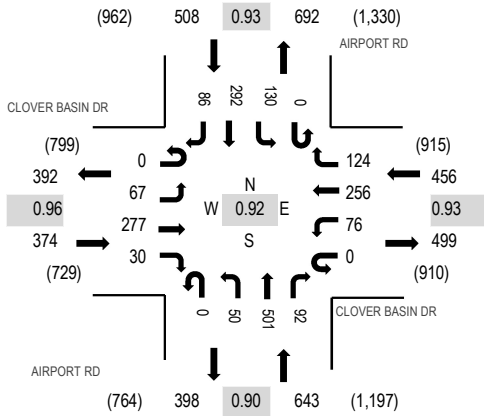 (962) 508 0.93 692 (1,330)
AIRPORT RD
CLOVER BASIN DR
86 292 130 0
(799) (915)
392 0 124 456
67 256
0.96 W N 0.92 E S 0.93
374 277 76 499
30 0
(729) (910)
0 50 501 92
CLOVER BASIN DR
AIRPORT RD
(764) 398 0.90 643 (1,197)